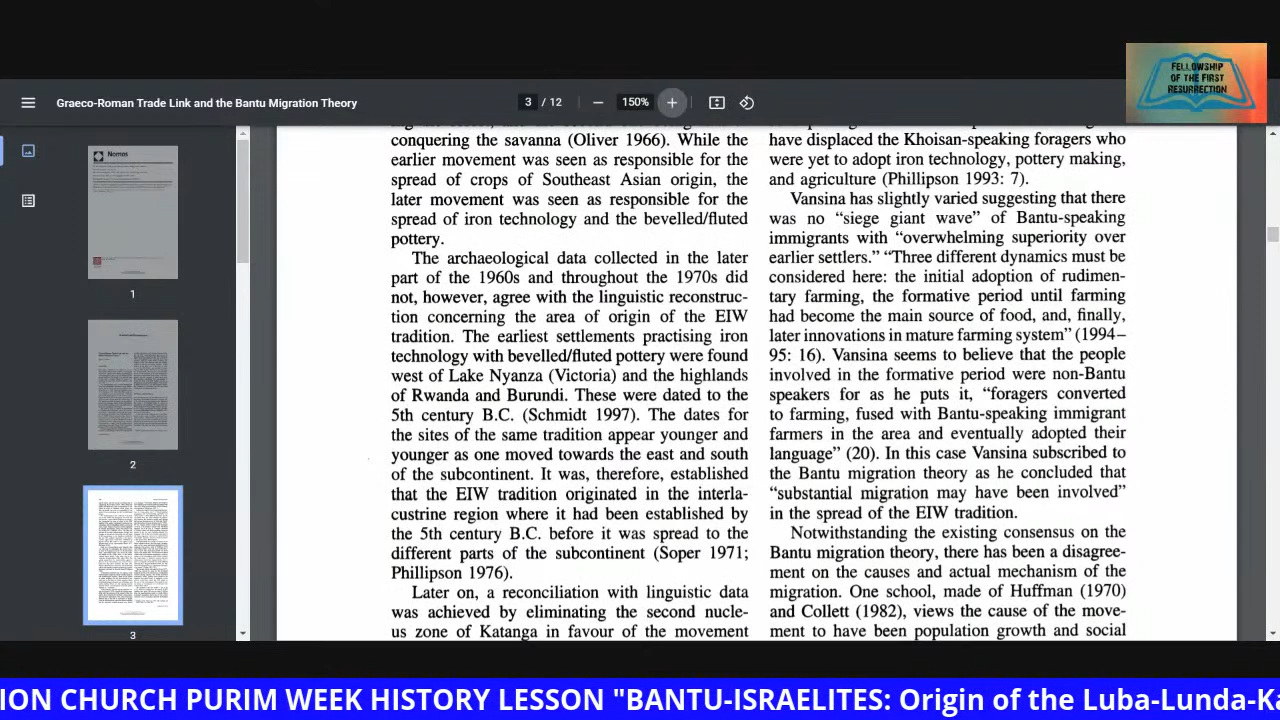 FELLOWSHIP
OF THE FIRST
RESURRECTION
Graeco-Roman Trade Link and the Bantu Migration Theory
3 / 12
150%
conquering the savanna (Oliver 1966). While the
earlier movement was seen as responsible for the
spread of crops of Southeast Asian origin, the
later movement was seen as responsible for the
spread of iron technology and the bevelled/fluted
pottery.
The archaeological data collected in the later
part of the 1960s and throughout the 1970s did
not, however, agree with the linguistic reconstruc-
tion concerning the area of origin of the EIW
tradition. The earliest settlements practising iron
technology with bevelled/fluted pottery were found
west of Lake Nyanza (Victoria) and the highlands
of Rwanda and Burundi. These were dated to the
5th century B.C. (Schmidt 1997). The dates for
the sites of the same tradition appear younger and
younger as one moved towards the east and south
of the subcontinent. It was, therefore, established
that the EIW tradition originated in the interla-
custrine region where it had been established by
the 5th century B.C. before it was spread to the
different parts of the subcontinent (Soper 1971;
Phillipson 1976).
Later on, a reconciliation with linguistic data
was achieved by eliminating the second nucle-
us zone of Katanga in favour of the movement
have displaced the Khoisan-speaking foragers who
were yet to adopt iron technology, pottery making,
and agriculture (Phillipson 1993: 7).
Vansina has slightly varied suggesting that there
was no “siege giant wave” of Bantu-speaking
immigrants with “overwhelming superiority over
earlier settlers.” “Three different dynamics must be
considered here: the initial adoption of rudimen-
tary farming, the formative period until farming
had become the main source of food, and, finally,
later innovations in mature farming system” (1994–
95: 16). Vansina seems to believe that the people
involved in the formative period were non-Bantu
speakers for as he puts it, “foragers converted
to farming, fused with Bantu-speaking immigrant
farmers in the area and eventually adopted their
language” (20). In this case Vansina subscribed to
the Bantu migration theory as he concluded that
“substantial migration may have been involved”
in the spread of the EIW tradition.
Notwithstanding the existing consensus on the
Bantu migration theory, there has been a disagree-
ment on the causes and actual mechanism of the
migration. One school, made of Huffman (1970)
and Collett (1982), views the cause of the move-
ment to have been population growth and social
Nomos
1
2
3
ION CHURCH PURIM WEEK HISTORY LESSON "BANTU-ISRAELITES: Origin of the Luba-Lunda-Ka